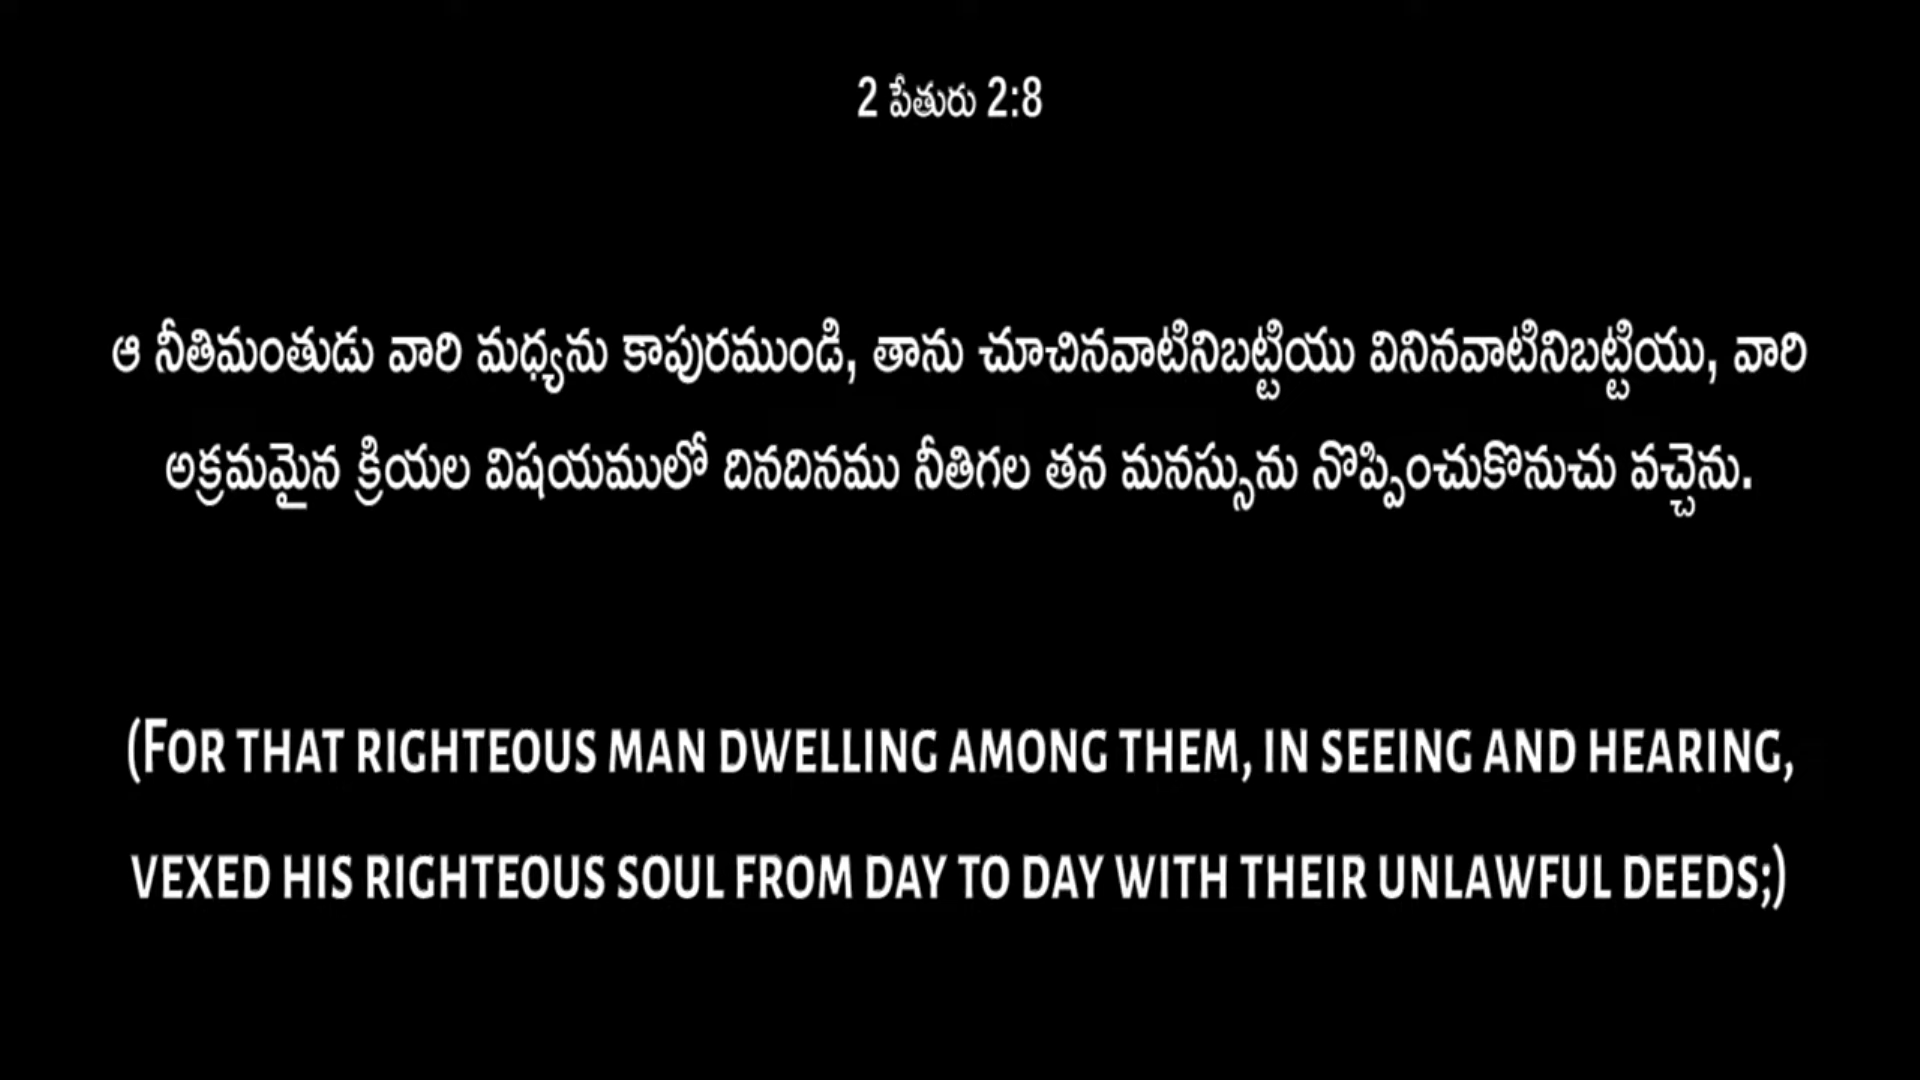 2 పేతురు 2:8
ఆ నీతిమంతుడు వారి మధ్యను కాపురముండి, తాను చూచినవాటినిబట్టియు వినినవాటినిబట్టియు, వారి
అక్రమమైన క్రియల విషయములో దినదినము నీతిగల తన మనస్సును నొప్పించుకొనుచు వచ్చెను.
(For that righteous man dwelling among them, in seeing and hearing,
vexed his righteous soul from day to day with their unlawful deeds;)